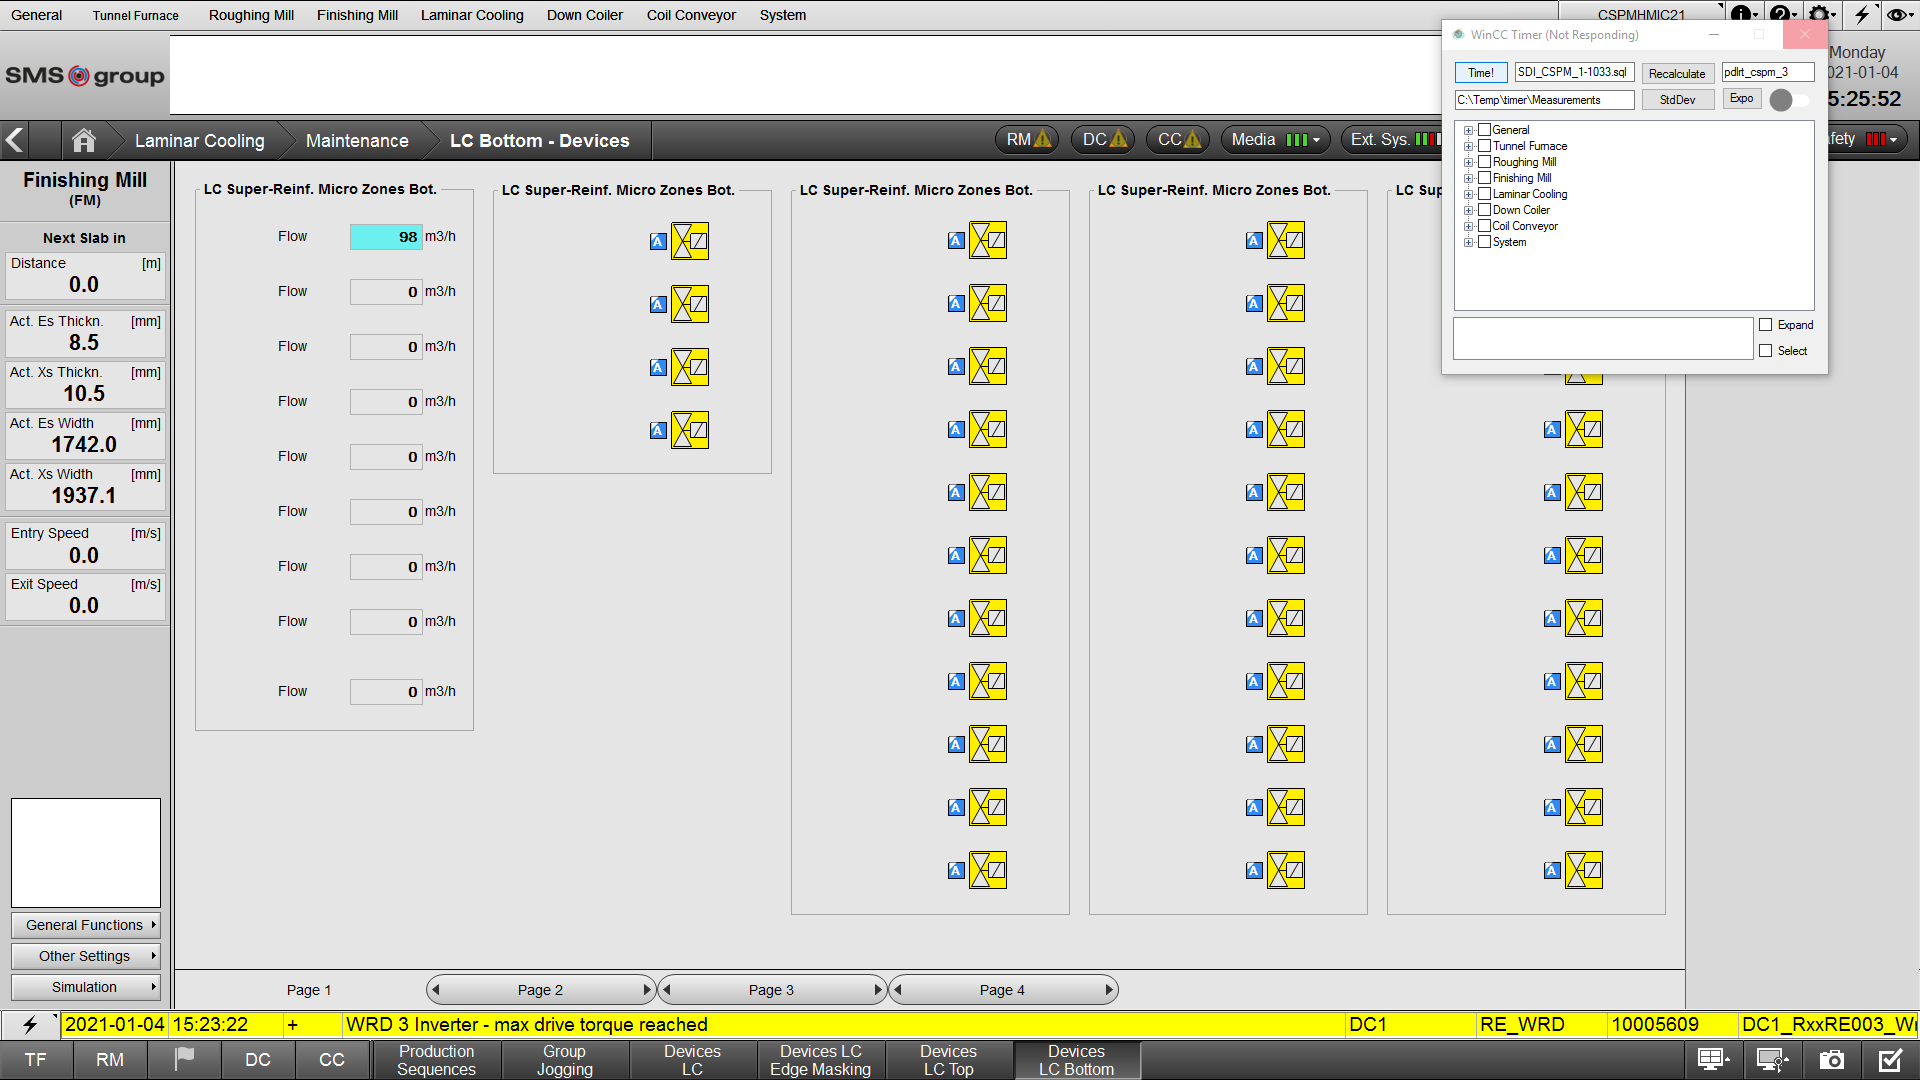 General Tunnel Furnace Roughing Mill Finishing Mill Laminar Cooling Down Coiler Coil Conveyor System CSPMHMIC21
SMS group
Monday
021-01-04
5:25:52
Laminar Cooling Maintenance LC Bottom - Devices RM DC CC Media Ext. Sys. afety
WinCC Timer (Not Responding)
Time! SDI_CSPM_1-1033.sql Recalculate pdlrt_cspm_3
C:\Temp\timer\Measurements StdDev Expo
General
Tunnel Furnace
Roughing Mill
Finishing Mill
Laminar Cooling
Down Coiler
Coil Conveyor
System
Expand
Select
Finishing Mill
(FM)
Next Slab in
Distance [m]
0.0
Act. Es Thickn. [mm]
8.5
Act. Xs Thickn. [mm]
10.5
Act. Es Width [mm]
1742.0
Act. Xs Width [mm]
1937.1
Entry Speed [m/s]
0.0
Exit Speed [m/s]
0.0
General Functions
Other Settings
Simulation
LC Super-Reinf. Micro Zones Bot.
Flow 98 m3/h
Flow 0 m3/h
Flow 0 m3/h
Flow 0 m3/h
Flow 0 m3/h
Flow 0 m3/h
Flow 0 m3/h
Flow 0 m3/h
Flow 0 m3/h
LC Super-Reinf. Micro Zones Bot.
A
A
A
A
LC Super-Reinf. Micro Zones Bot.
A
A
A
A
A
A
A
A
A
A
A
LC Super-Reinf. Micro Zones Bot.
A
A
A
A
A
A
A
A
A
A
A
LC Sup
A
A
A
A
A
A
A
A
Page 1 Page 2 Page 3 Page 4
2021-01-04 15:23:22 + WRD 3 Inverter - max drive torque reached DC1 RE_WRD 10005609 DC1_RxxRE003_Wr
TF RM DC CC
Production
Sequences
Group
Jogging
Devices
LC
Devices LC
Edge Masking
Devices
LC Top
Devices
LC Bottom